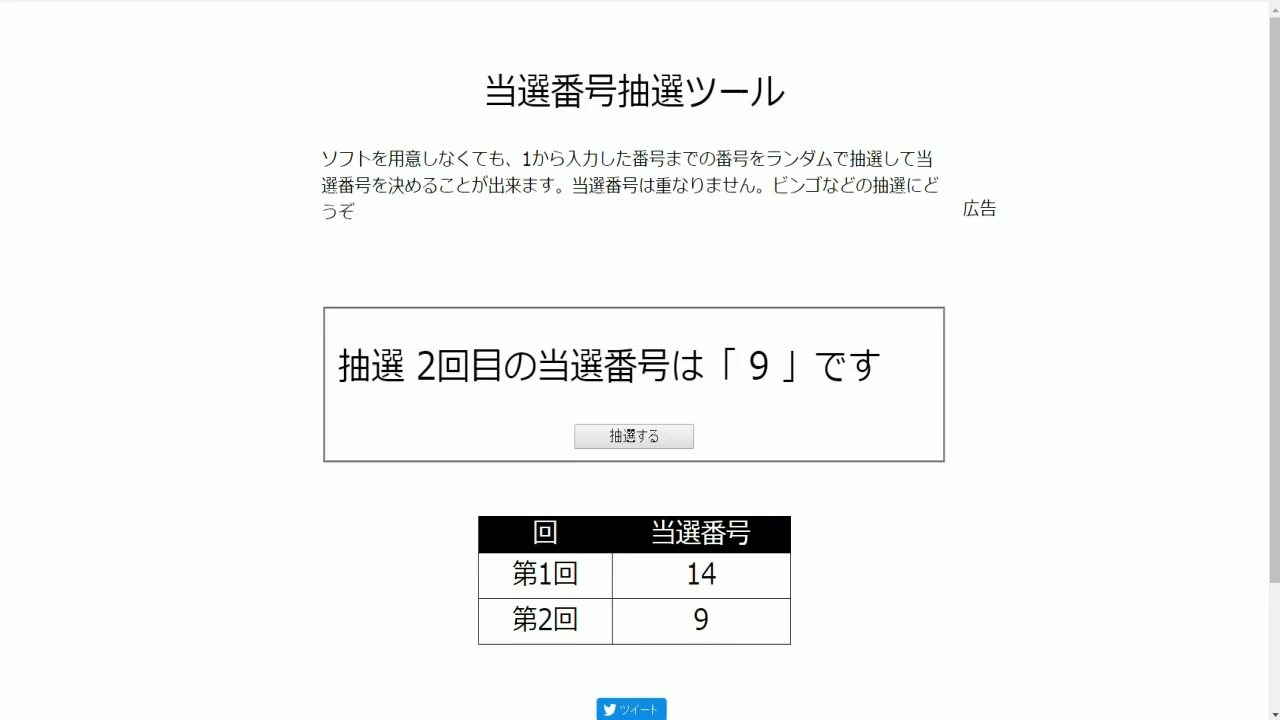 当選番号抽選ツール
ソフトを用意しなくても、1から入力した番号までの番号をランダムで抽選して当
選番号を決めることが出来ます。当選番号は重なりません。ビンゴなどの抽選にど
うぞ
広告
抽選 2回目の当選番号は「 9 」です
抽選する
回 当選番号
第1回 14
第2回 9
ツイート